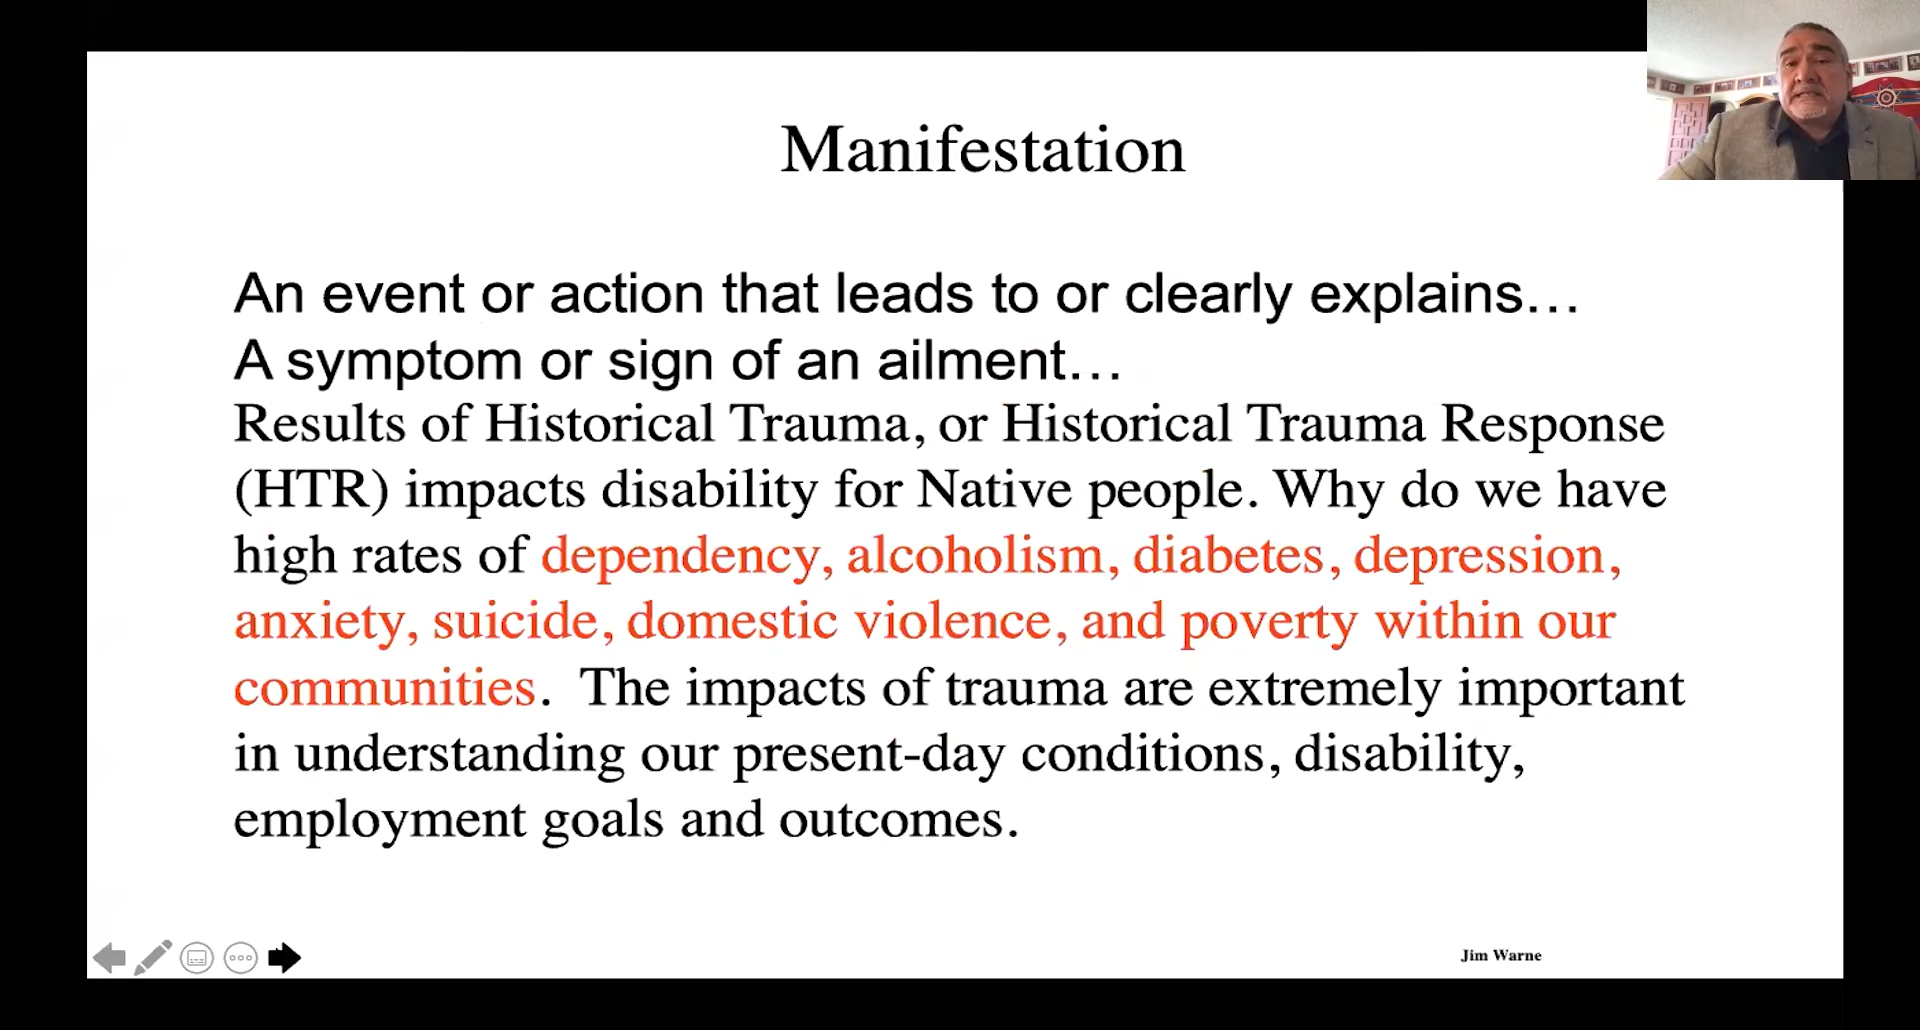 Manifestation
An event or action that leads to or clearly explains…
A symptom or sign of an ailment…
Results of Historical Trauma, or Historical Trauma Response
(HTR) impacts disability for Native people. Why do we have
high rates of dependency, alcoholism, diabetes, depression,
anxiety, suicide, domestic violence, and poverty within our
communities.  The impacts of trauma are extremely important
in understanding our present-day conditions, disability,
employment goals and outcomes.
Jim Warne